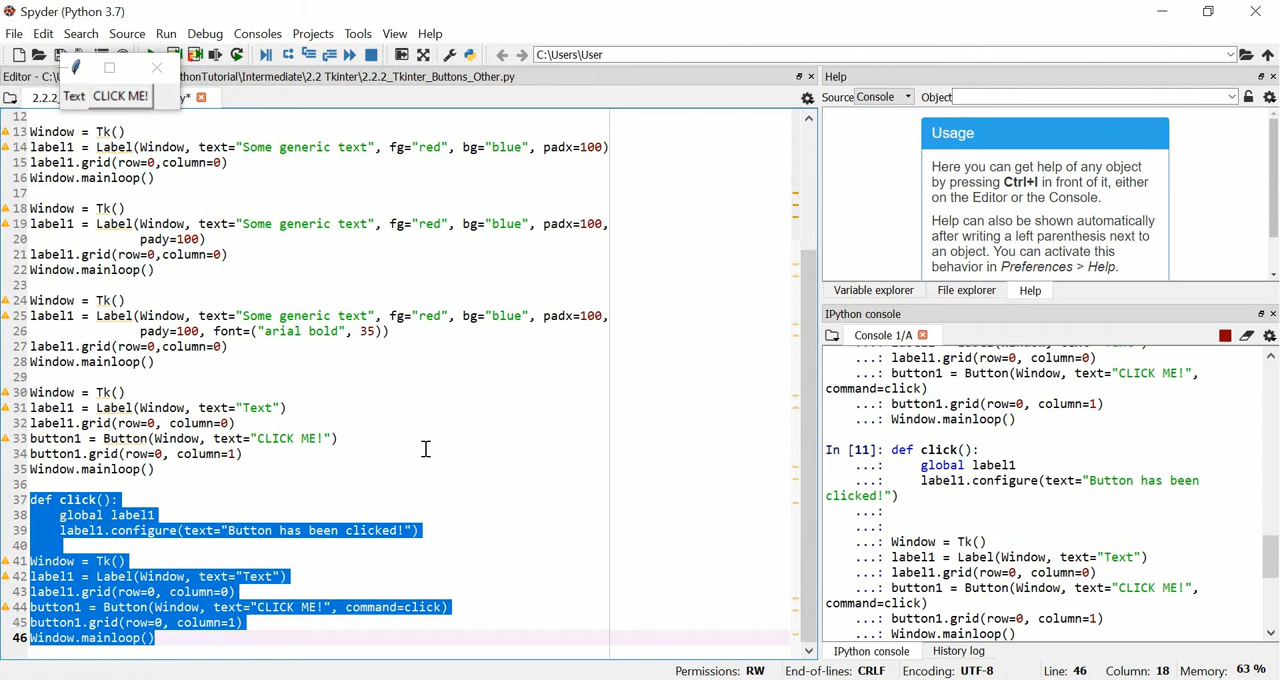 Spyder (Python 3.7)
File Edit Search Source Run Debug Consoles Projects Tools View Help
C:\Users\User
Editor - C:\U
ythonTutorial\Intermediate\2.2 Tkinter\2.2.2_Tkinter_Buttons_Other.py
Help
Text CLICK ME!
2.2.2_
y*
Source Console Object
12
13 Window = Tk()
14 label1 = Label(Window, text="Some generic text", fg="red", bg="blue", padx=100)
15 label1.grid(row=0,column=0)
16 Window.mainloop()
17
18 Window = Tk()
19 label1 = Label(Window, text="Some generic text", fg="red", bg="blue", padx=100,
20 pady=100)
21 label1.grid(row=0,column=0)
22 Window.mainloop()
23
24 Window = Tk()
25 label1 = Label(Window, text="Some generic text", fg="red", bg="blue", padx=100,
26 pady=100, font=("arial bold", 35))
27 label1.grid(row=0,column=0)
28 Window.mainloop()
29
30 Window = Tk()
31 label1 = Label(Window, text="Text")
32 label1.grid(row=0, column=0)
33 button1 = Button(Window, text="CLICK ME!")
34 button1.grid(row=0, column=1)
35 Window.mainloop()
36
37 def click():
38 global label1
39 label1.configure(text="Button has been clicked!")
40
41 Window = Tk()
42 label1 = Label(Window, text="Text")
43 label1.grid(row=0, column=0)
44 button1 = Button(Window, text="CLICK ME!", command=click)
45 button1.grid(row=0, column=1)
46 Window.mainloop()
Usage
Here you can get help of any object
by pressing Ctrl+I in front of it, either
on the Editor or the Console.
Help can also be shown automatically
after writing a left parenthesis next to
an object. You can activate this
behavior in Preferences > Help.
Variable explorer File explorer Help
IPython console
Console 1/A
...: label1.grid(row=0, column=0)
...: button1 = Button(Window, text="CLICK ME!",
command=click)
...: button1.grid(row=0, column=1)
...: Window.mainloop()
In [11]: def click():
...: global label1
...: label1.configure(text="Button has been
clicked!")
...:
...:
...: Window = Tk()
...: label1 = Label(Window, text="Text")
...: label1.grid(row=0, column=0)
...: button1 = Button(Window, text="CLICK ME!",
command=click)
...: button1.grid(row=0, column=1)
...: Window.mainloop()
IPython console History log
Permissions: RW End-of-lines: CRLF Encoding: UTF-8 Line: 46 Column: 18 Memory: 63 %